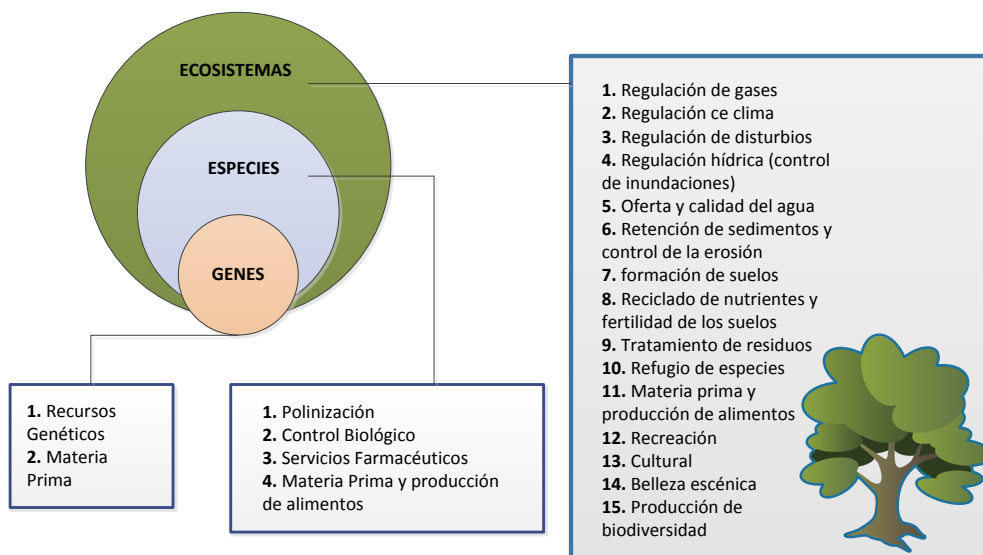 ECOSISTEMAS
ESPECIES
GENES
1. Recursos
Genéticos
2. Materia
Prima
1. Polinización
2. Control Biológico
3. Servicios Farmacéuticos
4. Materia Prima y producción
de alimentos
1. Regulación de gases
2. Regulación ce clima
3. Regulación de disturbios
4. Regulación hídrica (control
de inundaciones)
5. Oferta y calidad del agua
6. Retención de sedimentos y
control de la erosión
7. formación de suelos
8. Reciclado de nutrientes y
fertilidad de los suelos
9. Tratamiento de residuos
10. Refugio de especies
11. Materia prima y
producción de alimentos
12. Recreación
13. Cultural
14. Belleza escénica
15. Producción de
biodiversidad